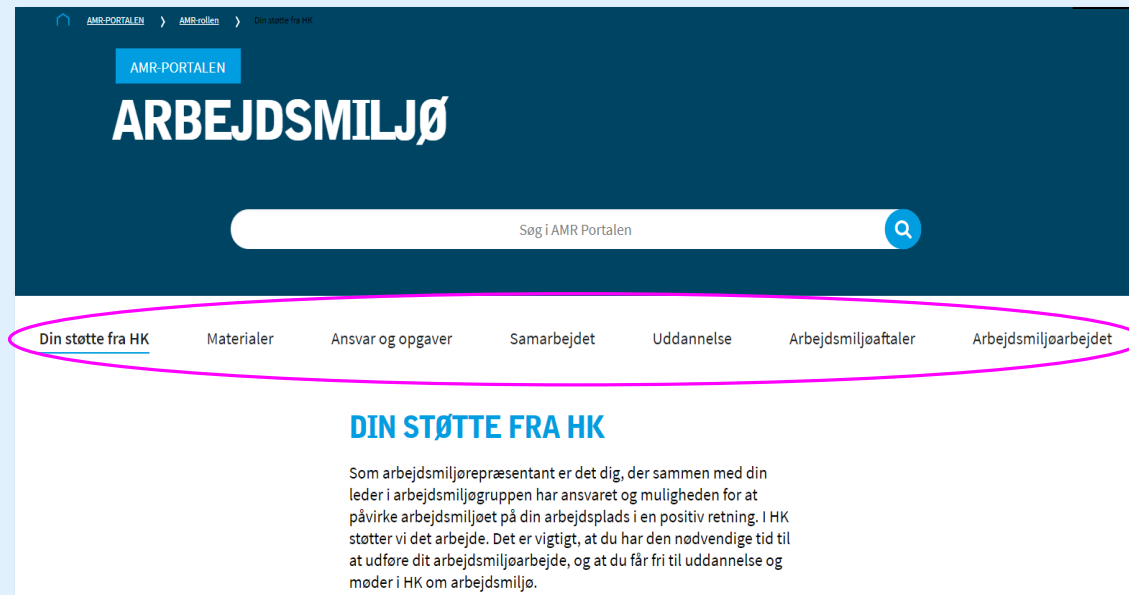 AMR-PORTALEN ❯ AMR-rollen ❯ Din støtte fra HK
AMR-PORTALEN
ARBEJDSMILJØ
Søg i AMR Portalen
Din støtte fra HK Materialer Ansvar og opgaver Samarbejdet Uddannelse Arbejdsmiljøaftaler Arbejdsmiljøarbejdet
DIN STØTTE FRA HK
Som arbejdsmiljørepræsentant er det dig, der sammen med din
leder i arbejdsmiljøgruppen har ansvaret og muligheden for at
påvirke arbejdsmiljøet på din arbejdsplads i en positiv retning. I HK
støtter vi det arbejde. Det er vigtigt, at du har den nødvendige tid til
at udføre dit arbejdsmiljøarbejde, og at du får fri til uddannelse og
møder i HK om arbejdsmiljø.